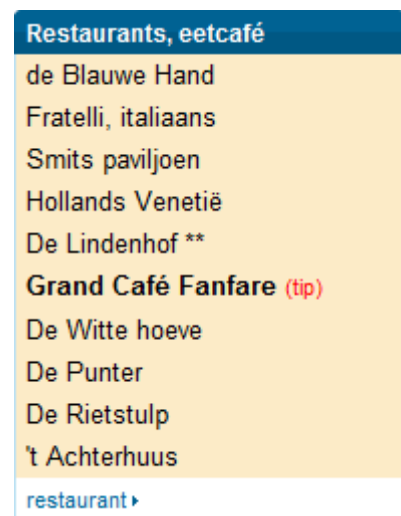 Restaurants, eetcafé
de Blauwe Hand
Fratelli, italiaans
Smits paviljoen
Hollands Venetië
De Lindenhof **
Grand Café Fanfare (tip)
De Witte hoeve
De Punter
De Rietstulp
't Achterhuus
restaurant